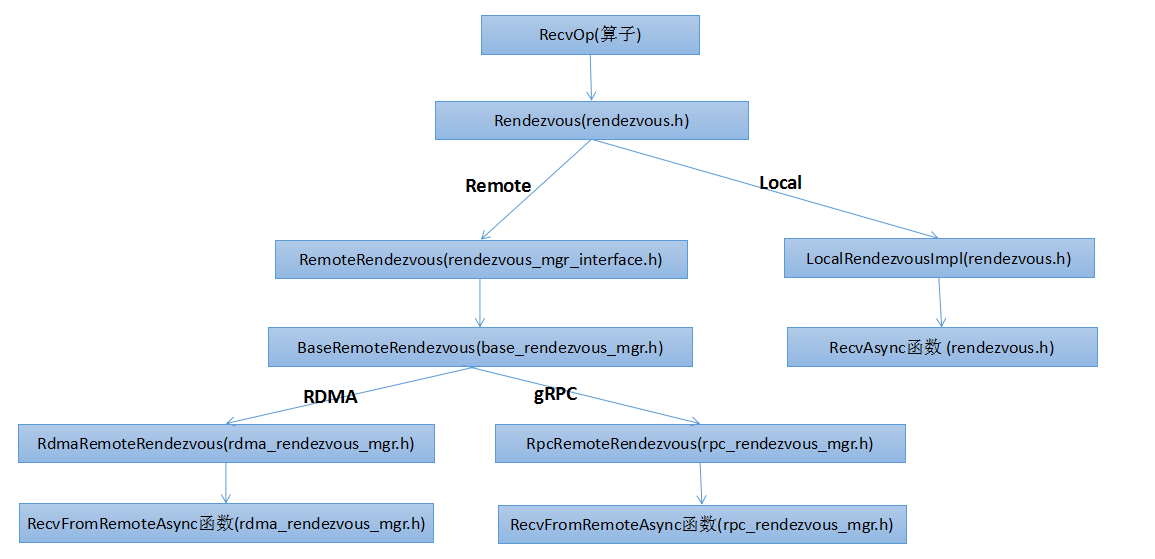 RecvOp(算子)
Rendezvous(rendezvous.h)
Remote
Local
RemoteRendezvous(rendezvous_mgr_interface.h)
LocalRendezvousImpl(rendezvous.h)
BaseRemoteRendezvous(base_rendezvous_mgr.h)
RecvAsync函数 (rendezvous.h)
RDMA
gRPC
RdmaRemoteRendezvous(rdma_rendezvous_mgr.h)
RpcRemoteRendezvous(rpc_rendezvous_mgr.h)
RecvFromRemoteAsync函数(rdma_rendezvous_mgr.h)
RecvFromRemoteAsync函数(rpc_rendezvous_mgr.h)